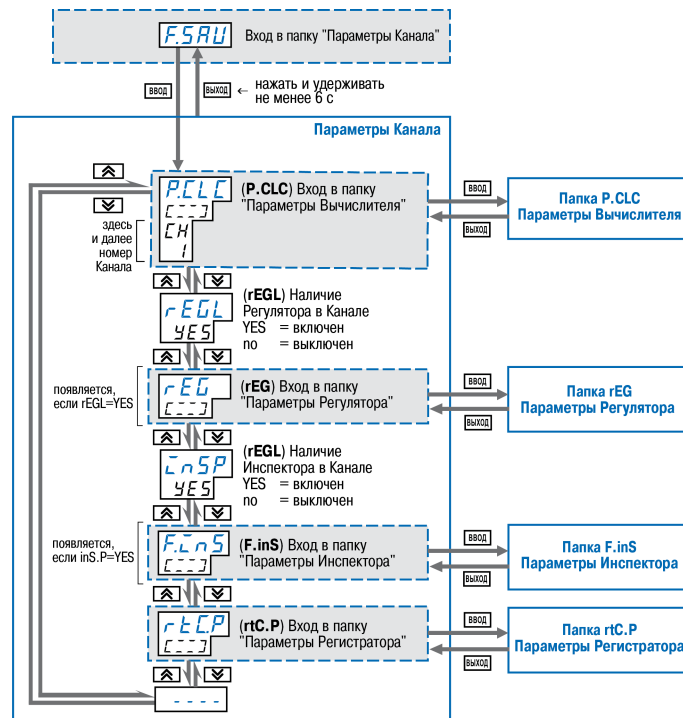 F.SAU
Вход в папку "Параметры Канала"
ВВОД
ВЫХОД
← нажать и удерживать
не менее 6 с
Параметры Канала
P.CLC
[---]
CH
1
(P.CLC) Вход в папку
"Параметры Вычислителя"
ВВОД
ВЫХОД
Папка P.CLC
Параметры Вычислителя
здесь
и далее
номер
Канала
rEGL
YES
(rEGL) Наличие
Регулятора в Канале
YES = включен
no = выключен
появляется,
если rEGL=YES
rEG
[---]
(rEG) Вход в папку
"Параметры Регулятора"
ВВОД
ВЫХОД
Папка rEG
Параметры Регулятора
inSP
YES
(rEGL) Наличие
Инспектора в Канале
YES = включен
no = выключен
появляется,
если inS.P=YES
F.inS
[---]
(F.inS) Вход в папку
"Параметры Инспектора"
ВВОД
ВЫХОД
Папка F.inS
Параметры Инспектора
rtC.P
[---]
(rtC.P) Вход в папку
"Параметры Регистратора"
ВВОД
ВЫХОД
Папка rtC.P
Параметры Регистратора
----